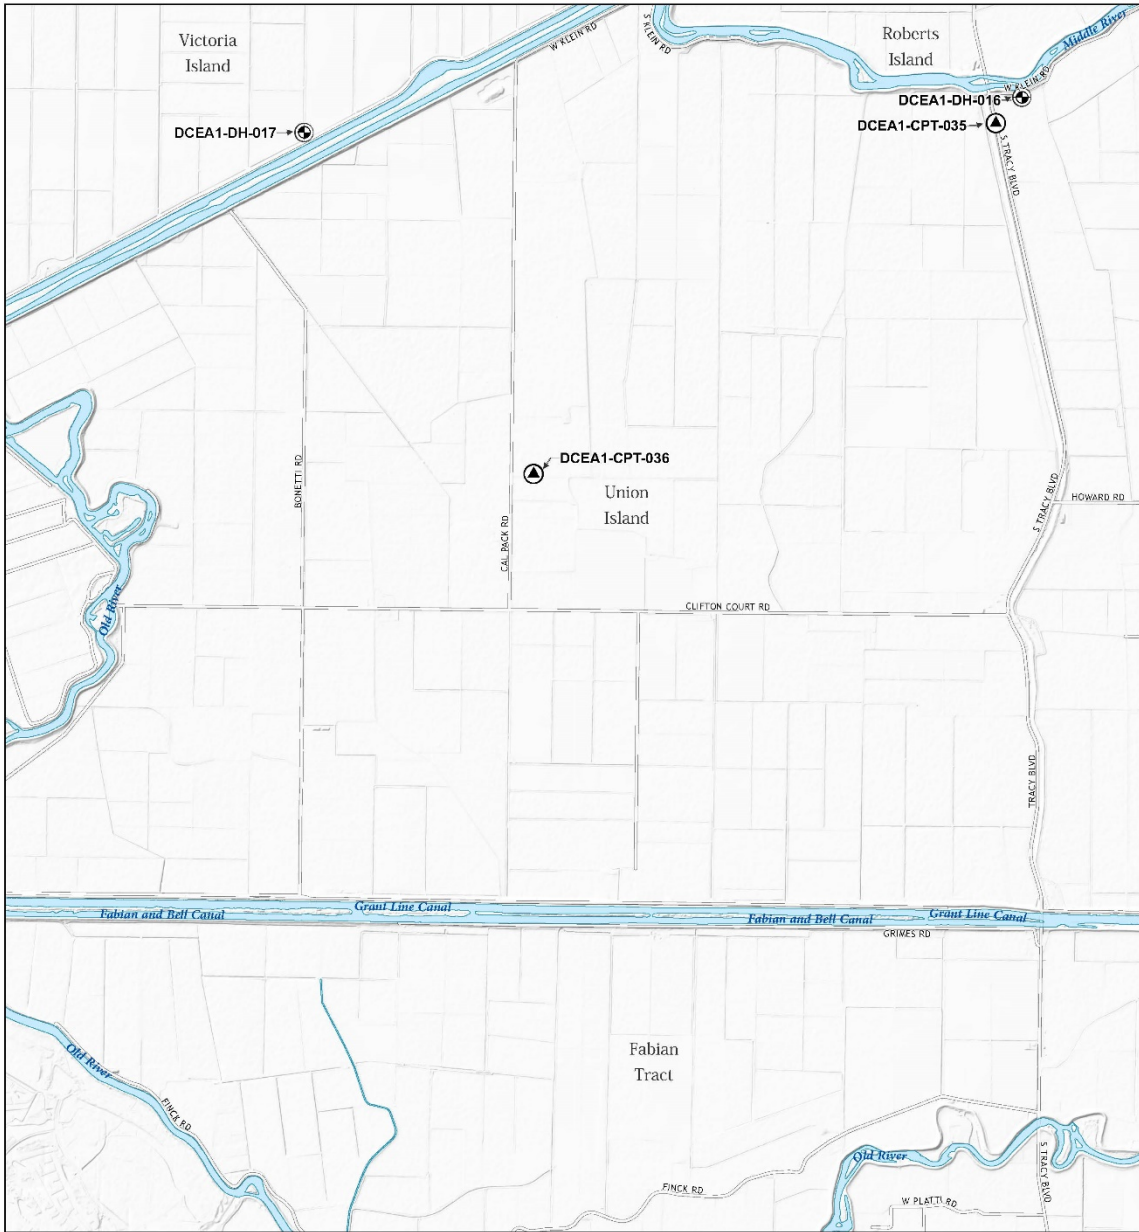 Victoria
Island
W KLEIN RD
S KLEIN RD
Roberts
Island
Middle River
W KLEIN RD
DCEA1-DH-016
DCEA1-DH-017
DCEA1-CPT-035
S TRACY BLVD
BONETTI RD
DCEA1-CPT-036
Union
Island
CAL PACK RD
S TRACY BLVD
HOWARD RD
Old River
CLIFTON COURT RD
TRACY BLVD
Fabian and Bell Canal
Grant Line Canal
Fabian and Bell Canal
Grant Line Canal
GRIMES RD
Old River
FINCK RD
Fabian
Tract
Old River
FINCK RD
S TRACY BLVD
W PLATTI RD